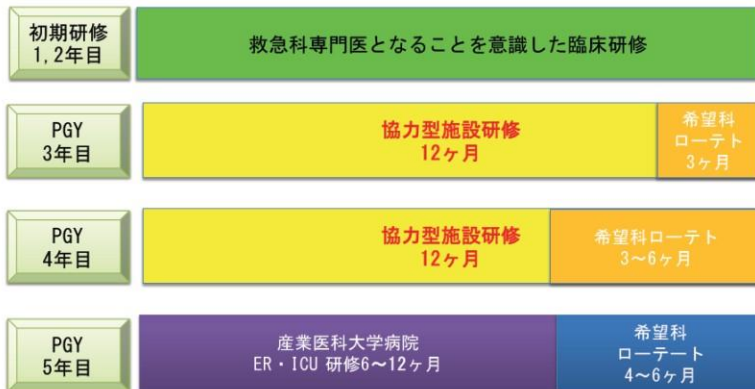 初期研修
1,2年目
救急科専門医となることを意識した臨床研修
PGY
3年目
協力型施設研修
12ヶ月
希望科
ローテト
3ヶ月
PGY
4年目
協力型施設研修
12ヶ月
希望科ローテト
3〜6ヶ月
PGY
5年目
産業医科大学病院
ER・ICU 研修6〜12ヶ月
希望科
ローテート
4〜6ヶ月